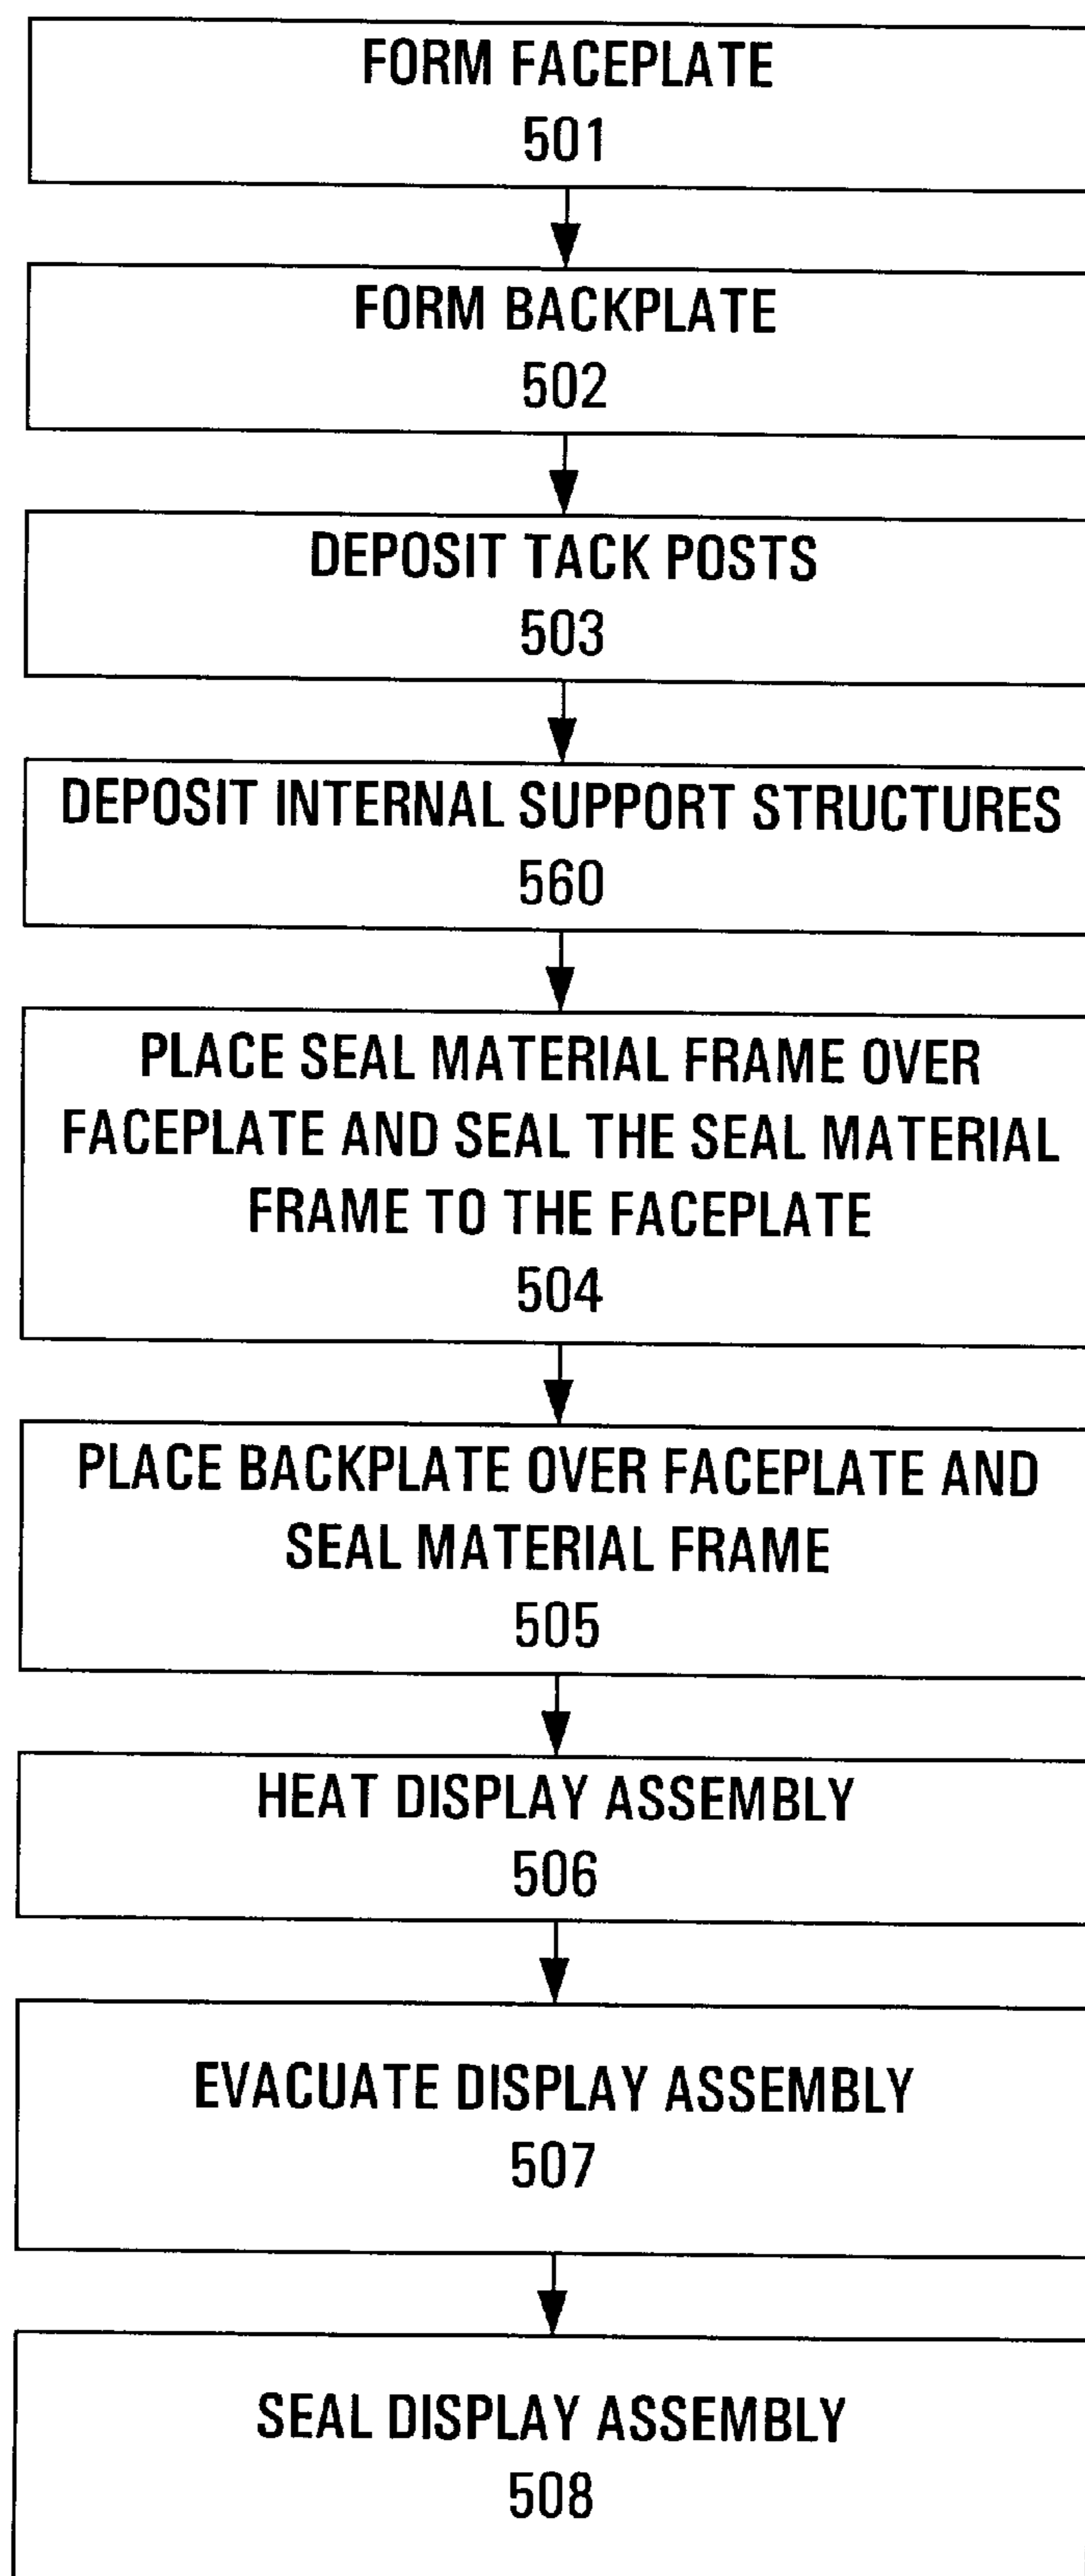 FORM FACEPLATE
501
FORM BACKPLATE
502
DEPOSIT TACK POSTS
503
DEPOSIT INTERNAL SUPPORT STRUCTURES
560
PLACE SEAL MATERIAL FRAME OVER
FACEPLATE AND SEAL THE SEAL MATERIAL
FRAME TO THE FACEPLATE
504
PLACE BACKPLATE OVER FACEPLATE AND
SEAL MATERIAL FRAME
505
HEAT DISPLAY ASSEMBLY
506
EVACUATE DISPLAY ASSEMBLY
507
SEAL DISPLAY ASSEMBLY
508